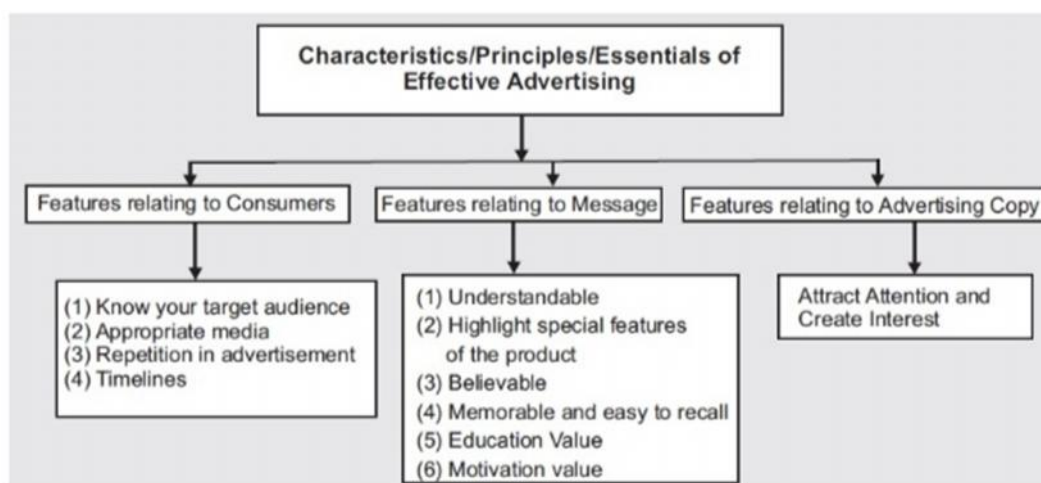 Characteristics/Principles/Essentials of
Effective Advertising
Features relating to Consumers
Features relating to Message
Features relating to Advertising Copy
(1) Know your target audience
(2) Appropriate media
(3) Repetition in advertisement
(4) Timelines
(1) Understandable
(2) Highlight special features
of the product
(3) Believable
(4) Memorable and easy to recall
(5) Education Value
(6) Motivation value
Attract Attention and
Create Interest